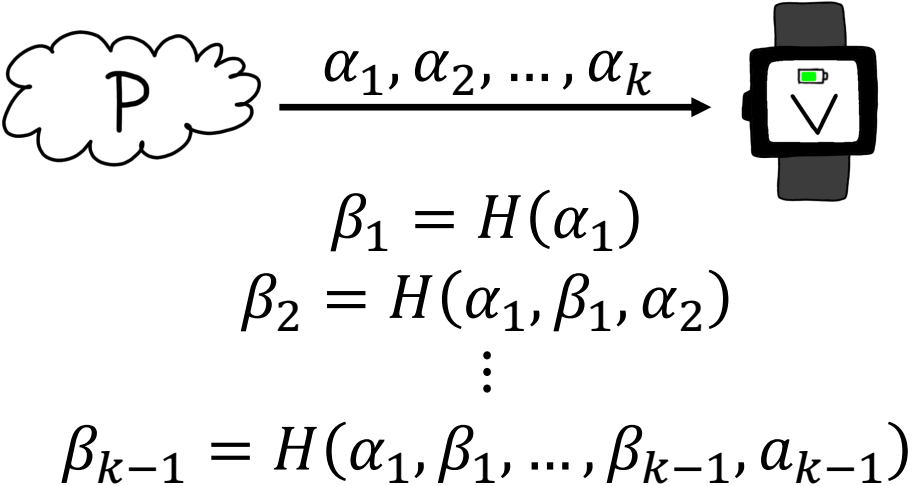 P
α₁, α₂, …, αₖ
V
β₁ = H(α₁)
β₂ = H(α₁, β₁, α₂)
⋮
βₖ₋₁ = H(α₁, β₁, …, βₖ₋₁, aₖ₋₁)